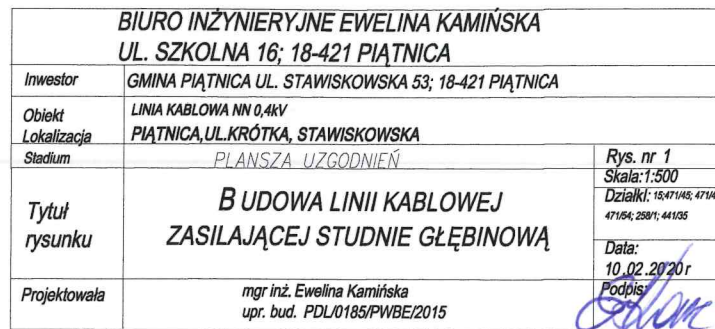 BIURO INŻYNIERYJNE EWELINA KAMIŃSKA
UL. SZKOLNA 16; 18-421 PIĄTNICA
Inwestor GMINA PIĄTNICA UL. STAWISKOWSKA 53; 18-421 PIĄTNICA
Obiekt LINIA KABLOWA NN 0,4kV
Lokalizacja PIĄTNICA,UL.KRÓTKA, STAWISKOWSKA
Stadium PLANSZA UZGODNIEŃ Rys. nr 1
Skala:1:500
Tytuł rysunku
BUDOWA LINII KABLOWEJ
ZASILAJĄCEJ STUDNIE GŁĘBINOWĄ
Działki: 15;471/45; 471/4
471/54; 258/1; 441/35
Data:
10.02.2020r
Projektowała mgr inż. Ewelina Kamińska
upr. bud. PDL/0185/PWBE/2015
Podpis: